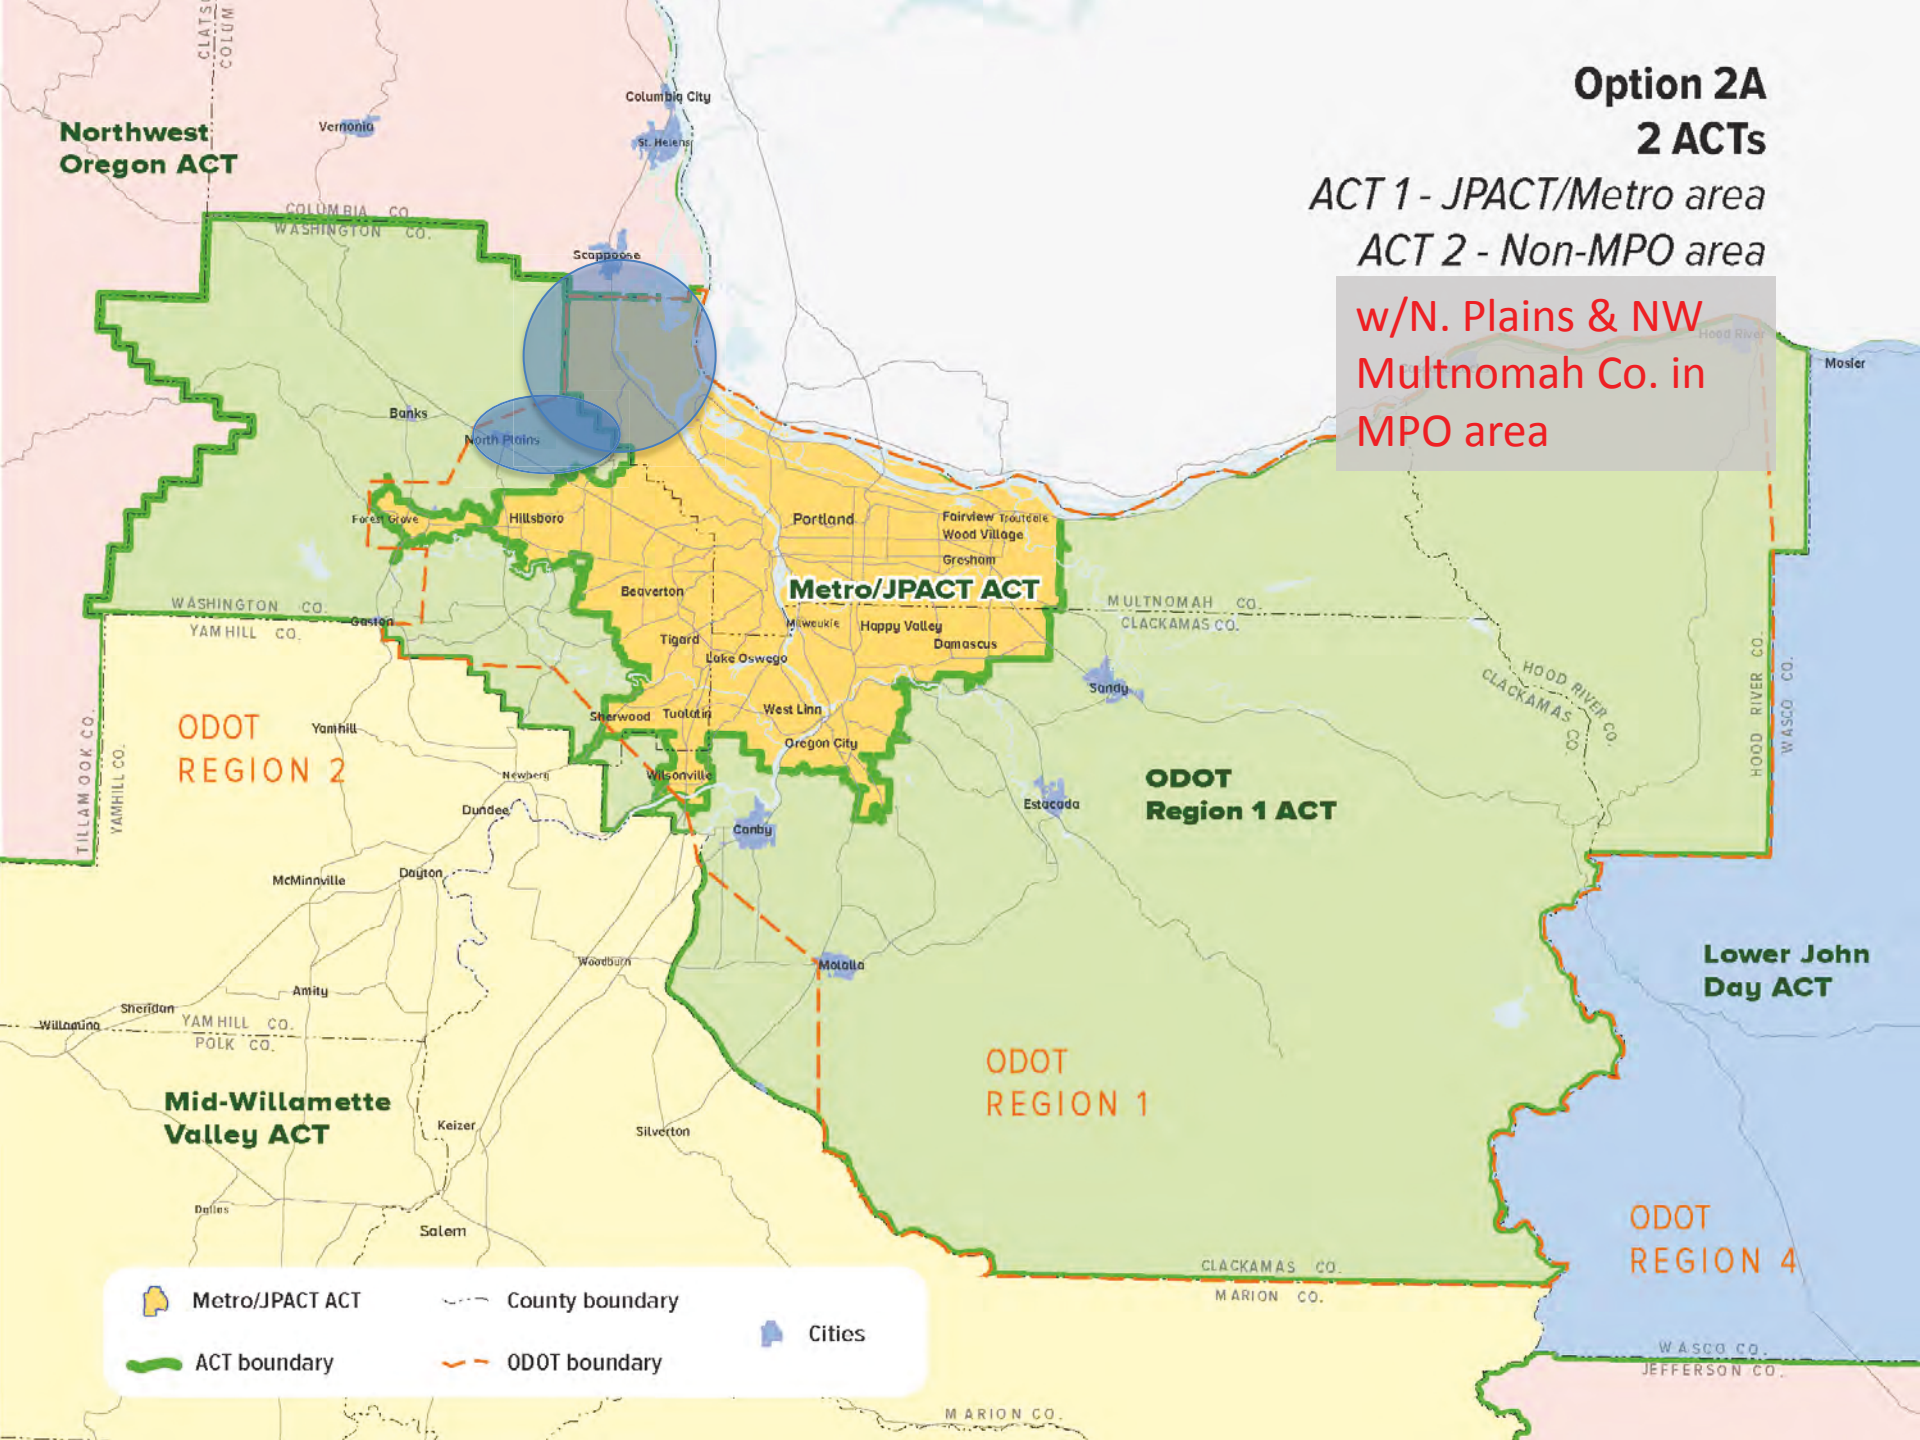 CLATSO
COLUM
Option 2A
2 ACTs
ACT 1 - JPACT/Metro area
ACT 2 - Non-MPO area
w/N. Plains & NW
Multnomah Co. in
MPO area
Hood River
Mosier
Northwest
Oregon ACT
Vernonia
Columbia City
St. Helens
COLUMBIA CO.
WASHINGTON CO.
Scappoose
Banks
North Plains
Forest Grove
Hillsboro
Portland
Fairview
Troutdale
Wood Village
Gresham
Metro/JPACT ACT
Beaverton
MULTNOMAH CO.
CLACKAMAS CO.
WASHINGTON CO.
YAMHILL CO.
Gaston
Milwaukie
Happy Valley
Damascus
Tigard
Lake Oswego
Sandy
HOOD RIVER CO.
CLACKAMAS CO.
HOOD RIVER CO.
WASCO CO.
Sherwood
Tualatin
West Linn
Oregon City
Wilsonville
ODOT
REGION 2
Yamhill
Newberg
Dundee
TILLAMOOK CO.
YAMHILL CO.
Canby
Estacada
ODOT
Region 1 ACT
McMinnville
Dayton
Woodburn
Molalla
Lower John
Day ACT
Amity
Sheridan
Willamina
YAMHILL CO.
POLK CO.
ODOT
REGION 1
Mid-Willamette
Valley ACT
Keizer
Silverton
Dallas
Salem
ODOT
REGION 4
CLACKAMAS CO.
MARION CO.
WASCO CO.
JEFFERSON CO.
MARION CO.
Metro/JPACT ACT
County boundary
Cities
ACT boundary
ODOT boundary